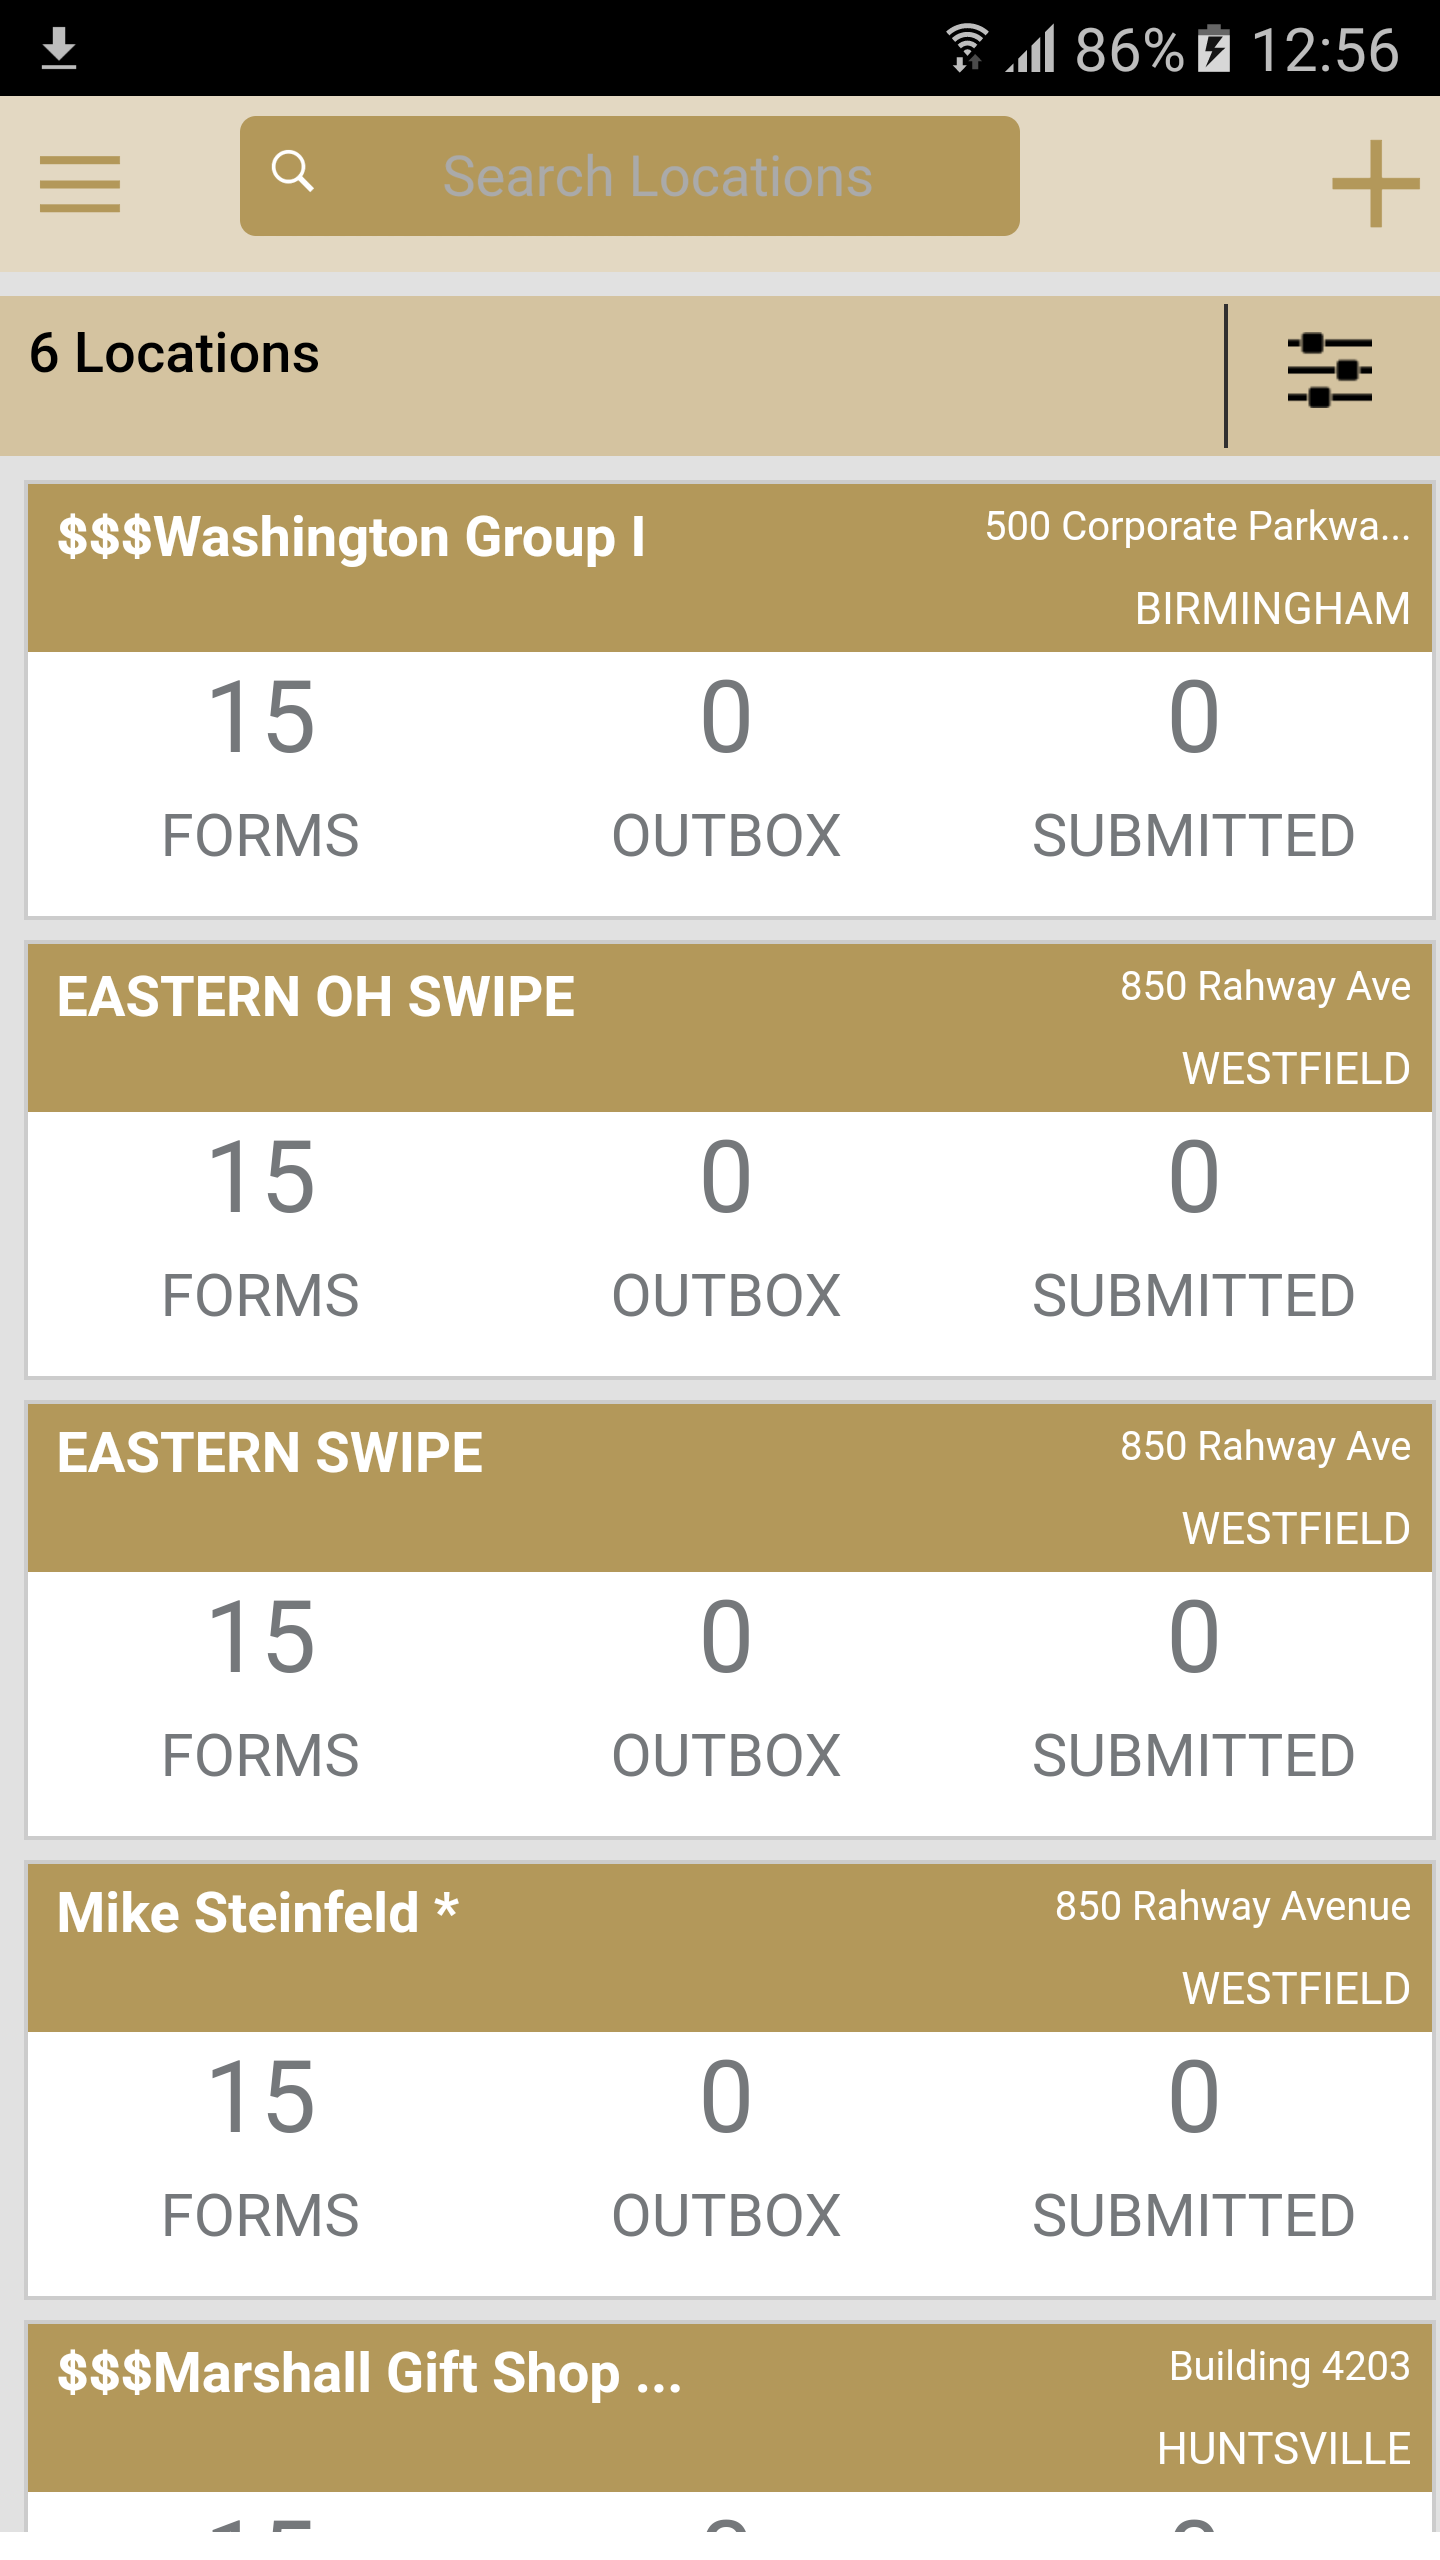 86% 12:56
Search Locations
6 Locations
$$$Washington Group I
500 Corporate Parkwa...
BIRMINGHAM
15 0 0
FORMS OUTBOX SUBMITTED
EASTERN OH SWIPE
850 Rahway Ave
WESTFIELD
15 0 0
FORMS OUTBOX SUBMITTED
EASTERN SWIPE
850 Rahway Ave
WESTFIELD
15 0 0
FORMS OUTBOX SUBMITTED
Mike Steinfeld *
850 Rahway Avenue
WESTFIELD
15 0 0
FORMS OUTBOX SUBMITTED
$$$Marshall Gift Shop ...
Building 4203
HUNTSVILLE